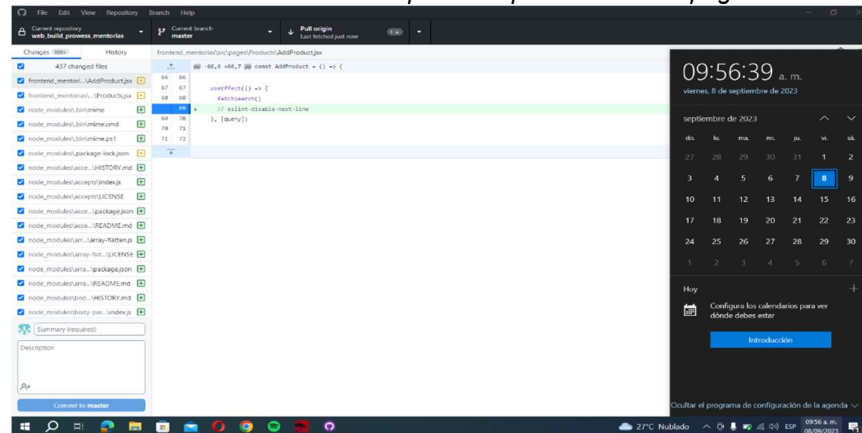 File Edit View Repository Branch Help
Current repository
web_build_prowess_mentorias
Current branch
master
Pull origin
Last fetched just now
Changes
History
437 changed files
frontend_mentorias\src\pages\Products\AddProduct.jsx
@@ -66,6 +66,7 @@ const AddProduct = () => {
66 66
67 67 useEffect(() => {
68 68 fetchSearch()
69 + // eslint-disable-next-line
69 70 }, [query])
70 71
71 72
frontend_mentori...\AddProduct.jsx
frontend_mentorias\...\Products.jsx
node_modules\.bin\mime
node_modules\.bin\mime.cmd
node_modules\.bin\mime.ps1
node_modules\.package-lock.json
node_modules\acce...\HISTORY.md
node_modules\accepts\index.js
node_modules\accepts\LICENSE
node_modules\acce...\package.json
node_modules\acce...\README.md
node_modules\arr...\array-flatten.js
node_modules\array-flat...\LICENSE
node_modules\arra...\package.json
node_modules\arra...\README.md
node_modules\bod...\HISTORY.md
node_modules\body-par...\index.js
Summary (required)
Description
Commit to master
09:56:39 a. m.
viernes, 8 de septiembre de 2023
septiembre de 2023
do. lu. ma. mi. ju. vi. sá.
27 28 29 30 31 1 2
3 4 5 6 7 8 9
10 11 12 13 14 15 16
17 18 19 20 21 22 23
24 25 26 27 28 29 30
1 2 3 4 5 6 7
Hoy
Configura los calendarios para ver
dónde debes estar
Introducción
Ocultar el programa de configuración de la agenda
27°C Nublado
ESP
09:56 a. m.
08/09/2023